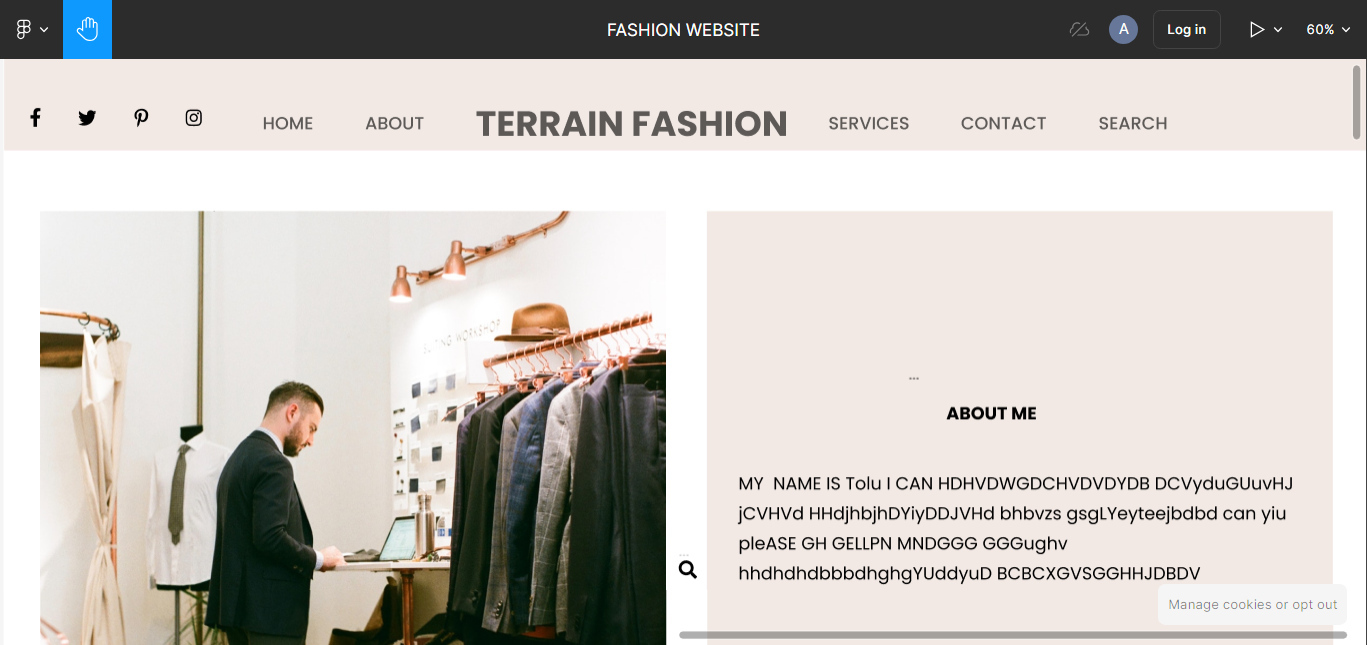 FASHION WEBSITE
A
Log in
60%
HOME
ABOUT
TERRAIN FASHION
SERVICES
CONTACT
SEARCH
ABOUT ME
MY  NAME IS Tolu I CAN HDHVDWGDCHVDVDYDB DCVyduGUuvHJ
jCVHVd HHdjhbjhDYiyDDJVHd bhbvzs gsgLYeyteejbdbd can yiu
pleASE GH GELLPN MNDGGG GGGughv
hhdhdhdbbbdhghgYUddyuD BCBCXGVSGGHHJDBDV
Manage cookies or opt out